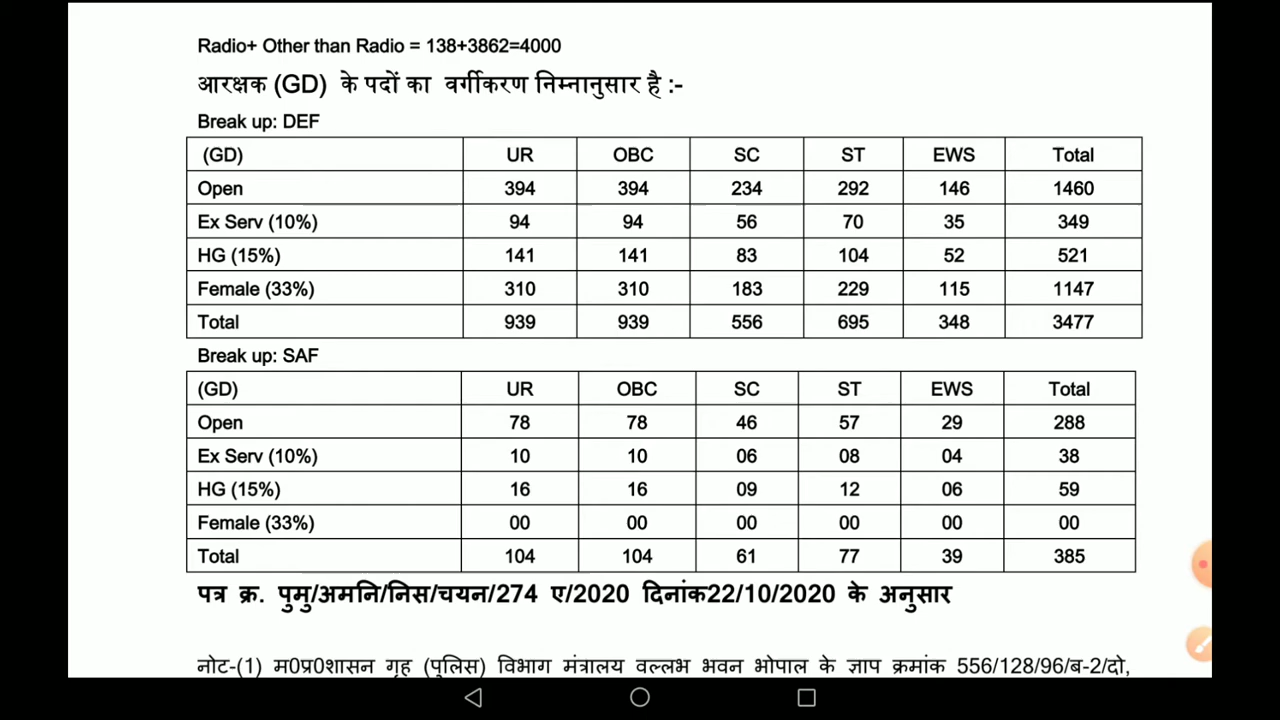 Radio+ Other than Radio = 138+3862=4000
आरक्षक (GD) के पदों का वर्गीकरण निम्नानुसार है :-
Break up: DEF
(GD) UR OBC SC ST EWS Total
Open 394 394 234 292 146 1460
Ex Serv (10%) 94 94 56 70 35 349
HG (15%) 141 141 83 104 52 521
Female (33%) 310 310 183 229 115 1147
Total 939 939 556 695 348 3477
Break up: SAF
(GD) UR OBC SC ST EWS Total
Open 78 78 46 57 29 288
Ex Serv (10%) 10 10 06 08 04 38
HG (15%) 16 16 09 12 06 59
Female (33%) 00 00 00 00 00 00
Total 104 104 61 77 39 385
पत्र क्र. पुमु/अमनि/निस/चयन/274 ए/2020 दिनांक22/10/2020 के अनुसार
नोट-(1) म0प्र0शासन गृह (पुलिस) विभाग मंत्रालय वल्लभ भवन भोपाल के ज्ञाप क्रमांक 556/128/96/ब-2/दो,